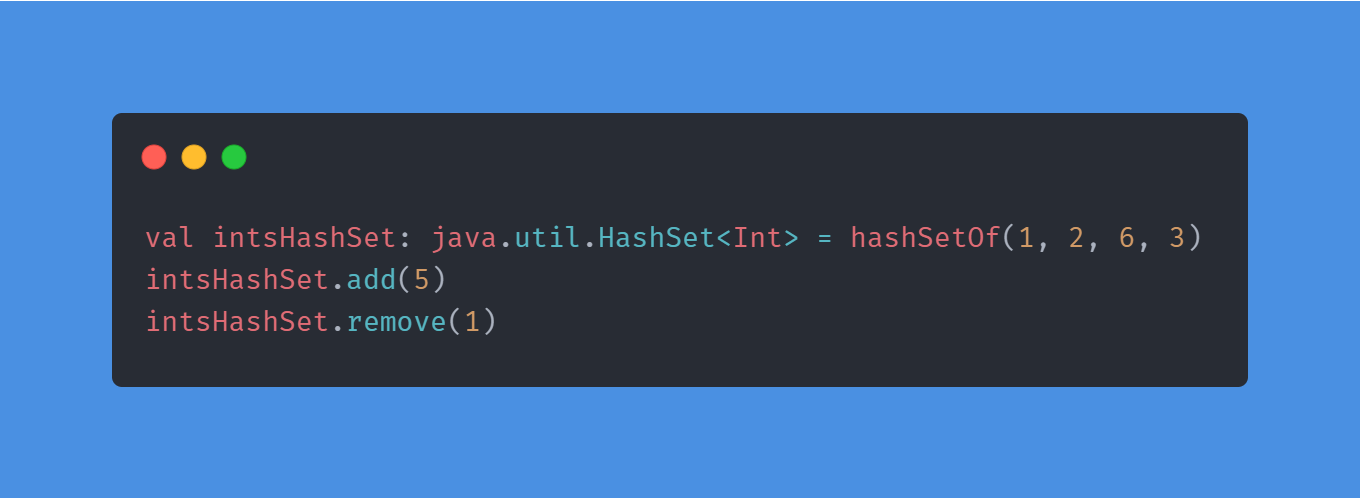 val intsHashSet: java.util.HashSet<Int> = hashSetOf(1, 2, 6, 3)
intsHashSet.add(5)
intsHashSet.remove(1)